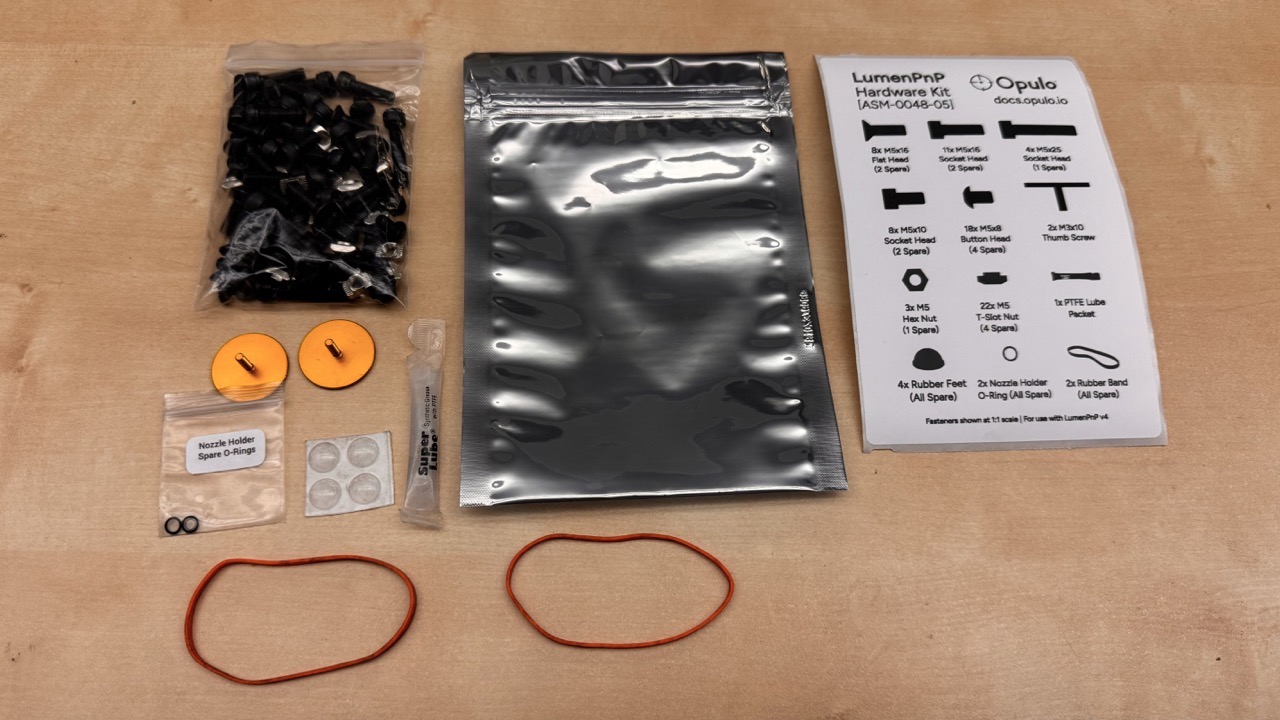 LumenPnP
Hardware Kit
[ASM-0048-05]
Opulo
docs.opulo.io
8x M5x16
Flat Head
(2 Spare)
11x M5x16
Socket Head
(2 Spare)
4x M5x25
Socket Head
(1 Spare)
8x M5x10
Socket Head
(2 Spare)
18x M5x8
Button Head
(4 Spare)
2x M3x10
Thumb Screw
3x M5
Hex Nut
(1 Spare)
22x M5
T-Slot Nut
(4 Spare)
1x PTFE Lube
Packet
4x Rubber Feet
(All Spare)
2x Nozzle Holder
O-Ring (All Spare)
2x Rubber Band
(All Spare)
Fasteners shown at 1:1 scale | For use with LumenPnP v4
Nozzle Holder
Spare O-Rings
Super
Lube®
Synthetic Grease
with PTFE